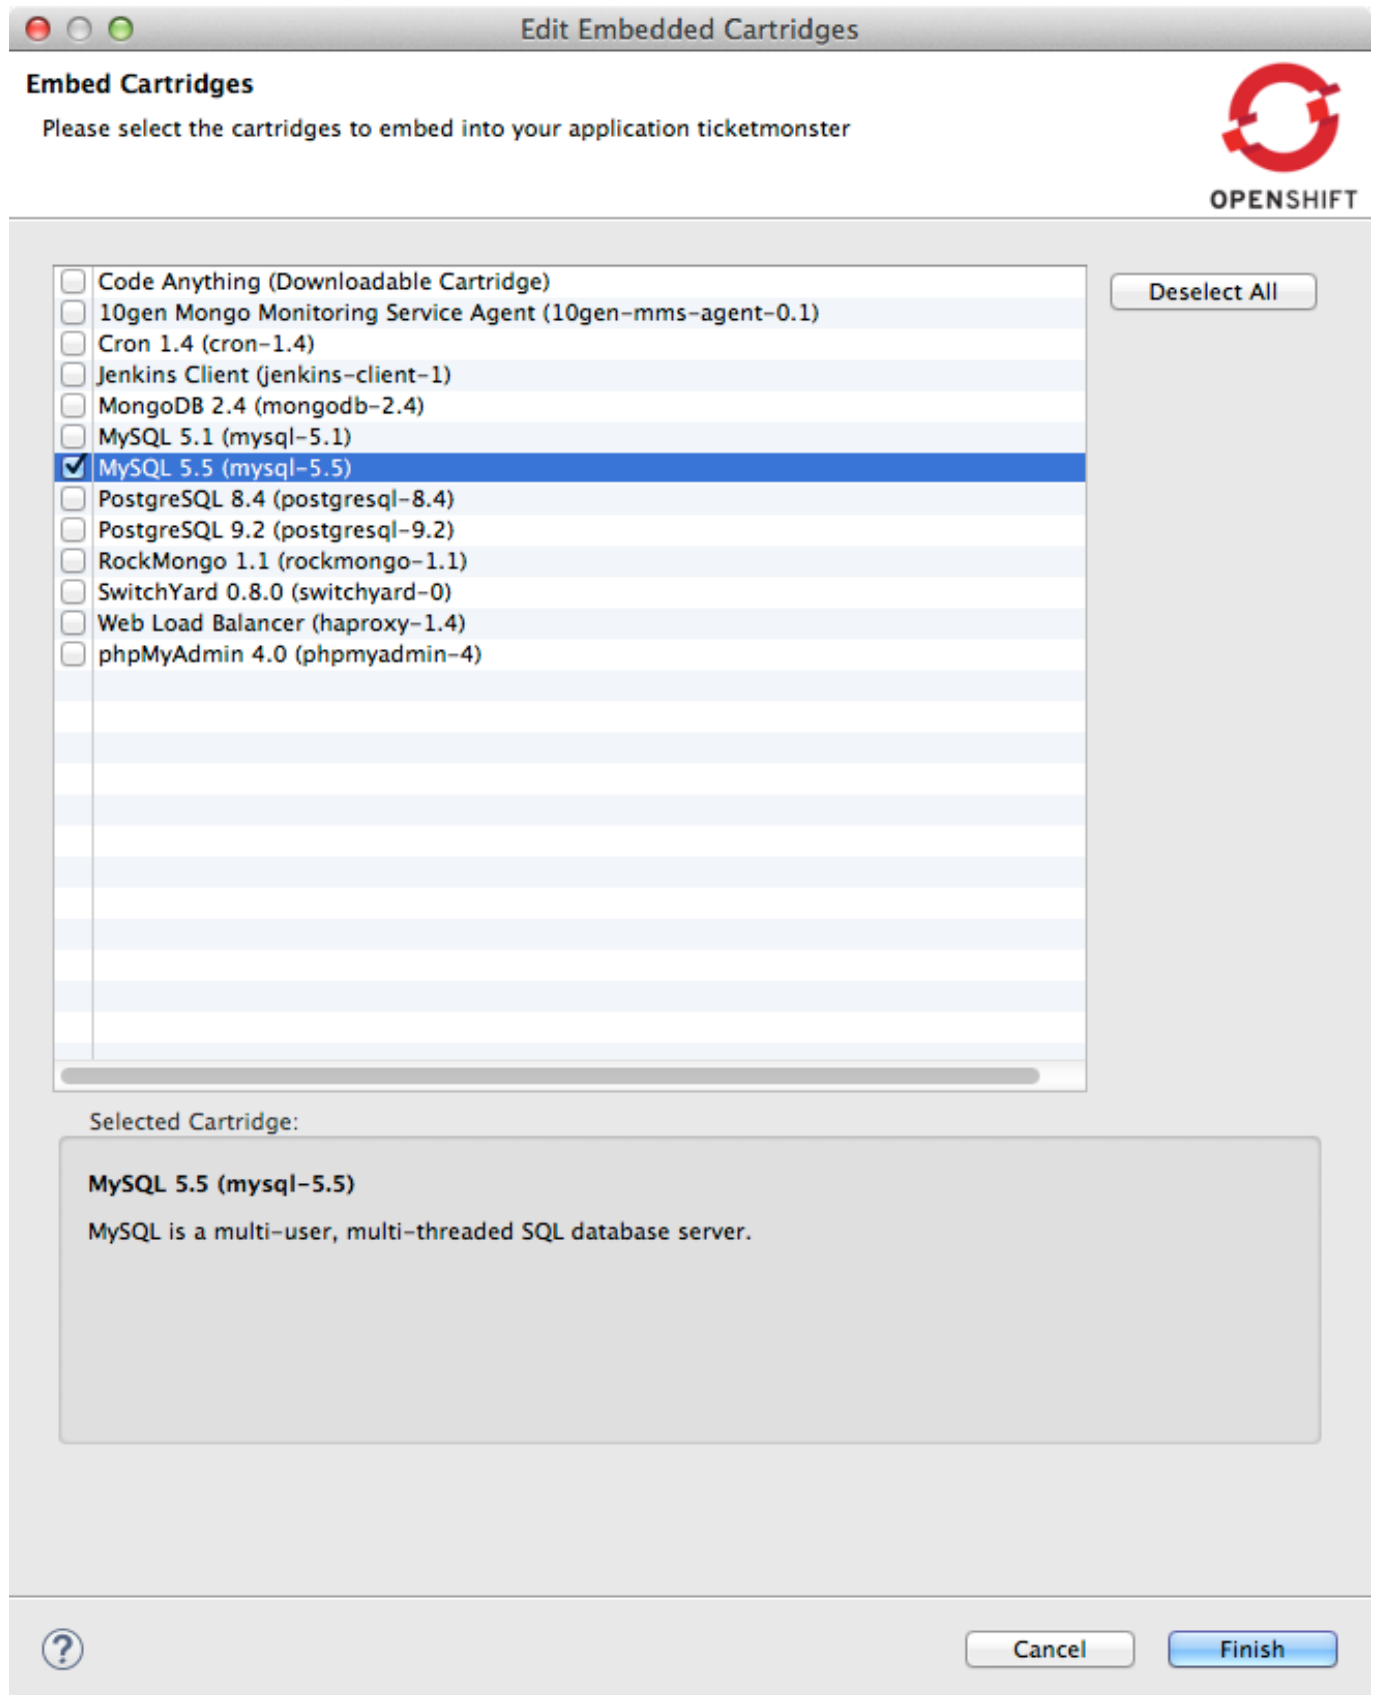 Edit Embedded Cartridges
Embed Cartridges
Please select the cartridges to embed into your application ticketmonster
OPENSHIFT
Code Anything (Downloadable Cartridge)
Deselect All
10gen Mongo Monitoring Service Agent (10gen-mms-agent-0.1)
Cron 1.4 (cron-1.4)
Jenkins Client (jenkins-client-1)
MongoDB 2.4 (mongodb-2.4)
MySQL 5.1 (mysql-5.1)
MySQL 5.5 (mysql-5.5)
PostgreSQL 8.4 (postgresql-8.4)
PostgreSQL 9.2 (postgresql-9.2)
RockMongo 1.1 (rockmongo-1.1)
SwitchYard 0.8.0 (switchyard-0)
Web Load Balancer (haproxy-1.4)
phpMyAdmin 4.0 (phpmyadmin-4)
Selected Cartridge:
MySQL 5.5 (mysql-5.5)
MySQL is a multi-user, multi-threaded SQL database server.
?
Cancel
Finish